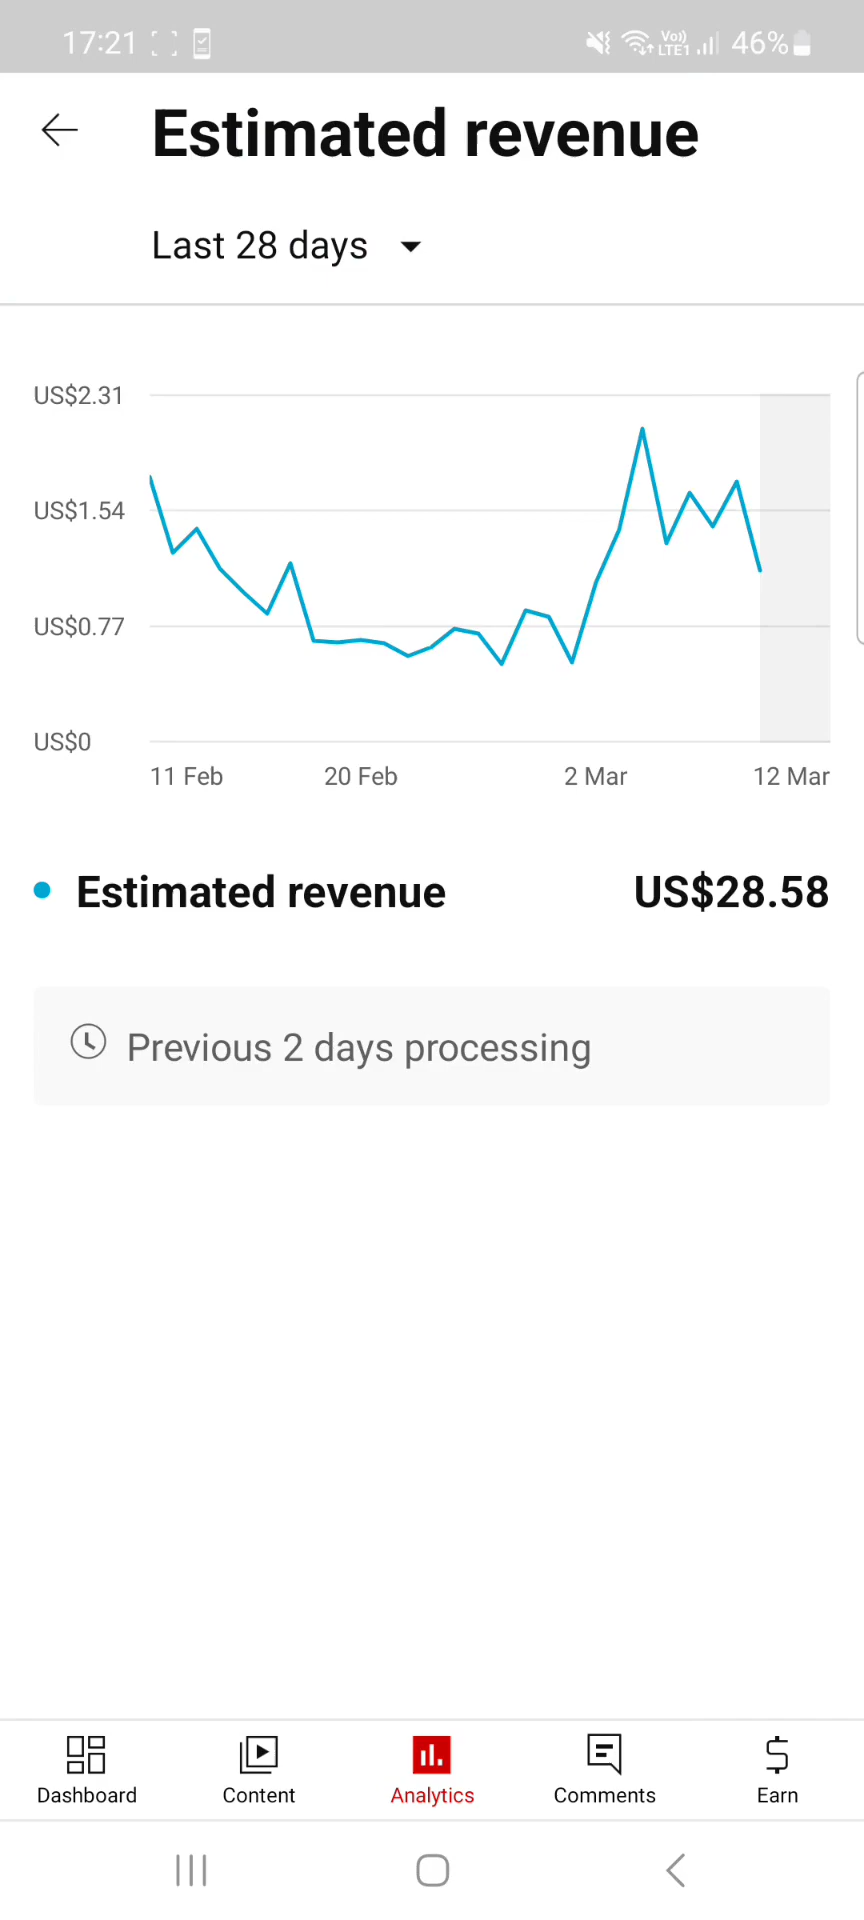 17:21 Vo)) LTE1 46%
Estimated revenue
Last 28 days
US$2.31
US$1.54
US$0.77
US$0
11 Feb 20 Feb 2 Mar 12 Mar
Estimated revenue US$28.58
Previous 2 days processing
Dashboard Content Analytics Comments Earn